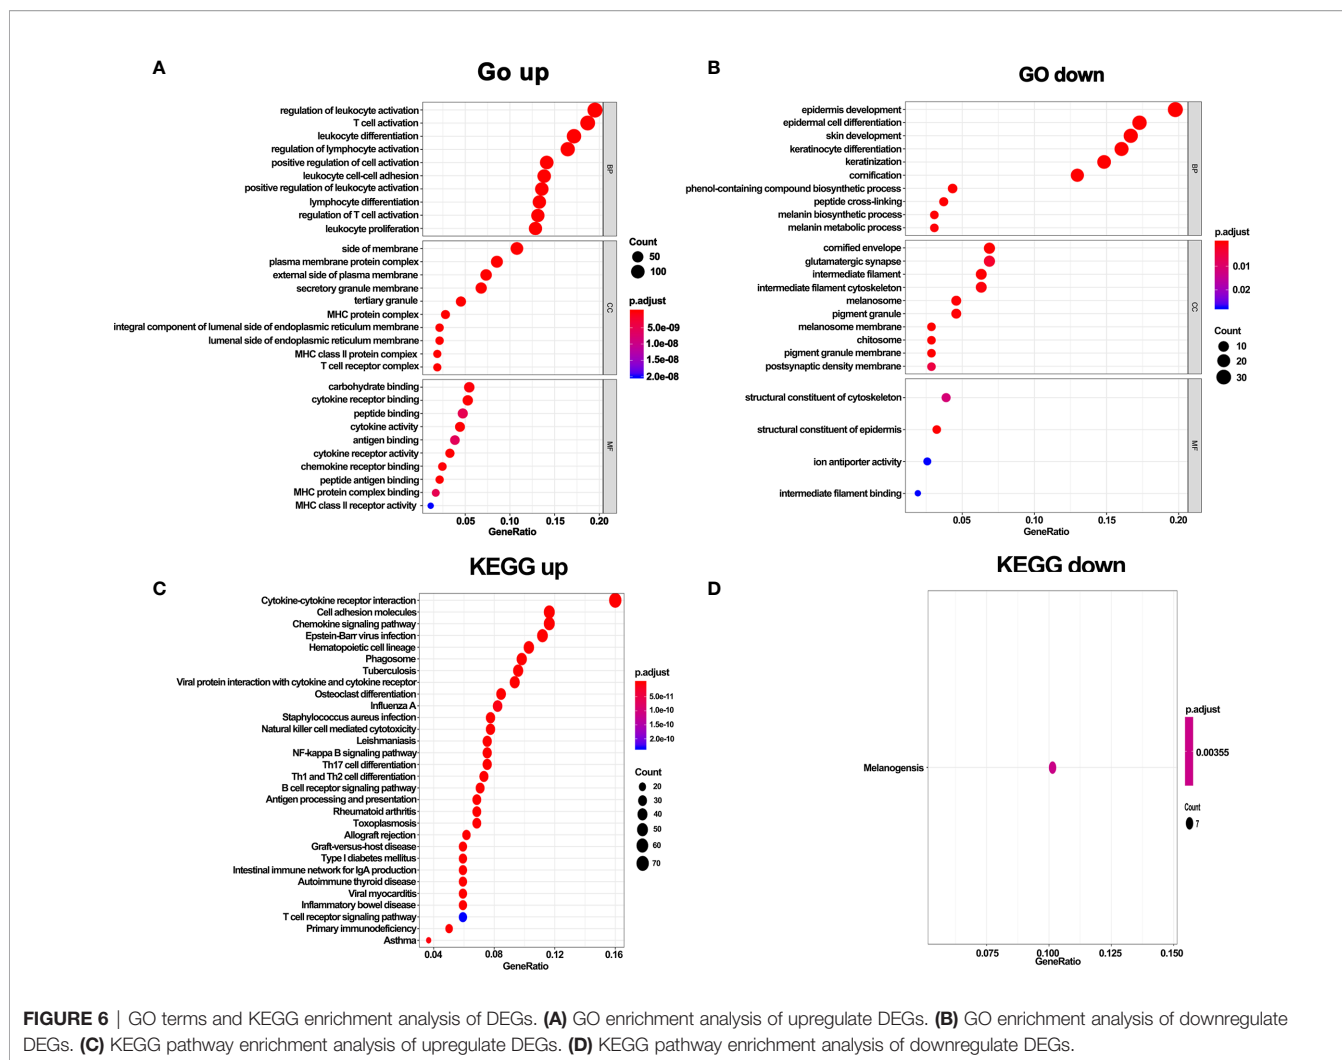 A
Go up
regulation of leukocyte activation
T cell activation
leukocyte differentiation
regulation of lymphocyte activation
positive regulation of cell activation
leukocyte cell-cell adhesion
positive regulation of leukocyte activation
lymphocyte differentiation
regulation of T cell activation
leukocyte proliferation
BP
side of membrane
plasma membrane protein complex
external side of plasma membrane
secretory granule membrane
tertiary granule
MHC protein complex
integral component of lumenal side of endoplasmic reticulum membrane
lumenal side of endoplasmic reticulum membrane
MHC class II protein complex
T cell receptor complex
CC
carbohydrate binding
cytokine receptor binding
peptide binding
cytokine activity
antigen binding
cytokine receptor activity
chemokine receptor binding
peptide antigen binding
MHC protein complex binding
MHC class II receptor activity
MF
0.05 0.10 0.15 0.20
GeneRatio
Count
50
100
p.adjust
5.0e-09
1.0e-08
1.5e-08
2.0e-08
B
GO down
epidermis development
epidermal cell differentiation
skin development
keratinocyte differentiation
keratinization
cornification
phenol-containing compound biosynthetic process
peptide cross-linking
melanin biosynthetic process
melanin metabolic process
BP
cornified envelope
glutamatergic synapse
intermediate filament
intermediate filament cytoskeleton
melanosome
pigment granule
melanosome membrane
chitosome
pigment granule membrane
postsynaptic density membrane
CC
structural constituent of cytoskeleton
structural constituent of epidermis
ion antiporter activity
intermediate filament binding
MF
0.05 0.10 0.15 0.20
GeneRatio
p.adjust
0.01
0.02
Count
10
20
30
C
KEGG up
Cytokine-cytokine receptor interaction
Cell adhesion molecules
Chemokine signaling pathway
Epstein-Barr virus infection
Hematopoietic cell lineage
Phagosome
Tuberculosis
Viral protein interaction with cytokine and cytokine receptor
Osteoclast differentiation
Influenza A
Staphylococcus aureus infection
Natural killer cell mediated cytotoxicity
Leishmaniasis
NF-kappa B signaling pathway
Th17 cell differentiation
Th1 and Th2 cell differentiation
B cell receptor signaling pathway
Antigen processing and presentation
Rheumatoid arthritis
Toxoplasmosis
Allograft rejection
Graft-versus-host disease
Type I diabetes mellitus
Intestinal immune network for IgA production
Autoimmune thyroid disease
Viral myocarditis
Inflammatory bowel disease
T cell receptor signaling pathway
Primary immunodeficiency
Asthma
0.04 0.08 0.12 0.16
GeneRatio
p.adjust
5.0e-11
1.0e-10
1.5e-10
2.0e-10
Count
20
30
40
50
60
70
D
KEGG down
Melanogensis
0.075 0.100 0.125 0.150
GeneRatio
p.adjust
0.00355
Count
7
FIGURE 6 | GO terms and KEGG enrichment analysis of DEGs. (A) GO enrichment analysis of upregulate DEGs. (B) GO enrichment analysis of downregulate
DEGs. (C) KEGG pathway enrichment analysis of upregulate DEGs. (D) KEGG pathway enrichment analysis of downregulate DEGs.